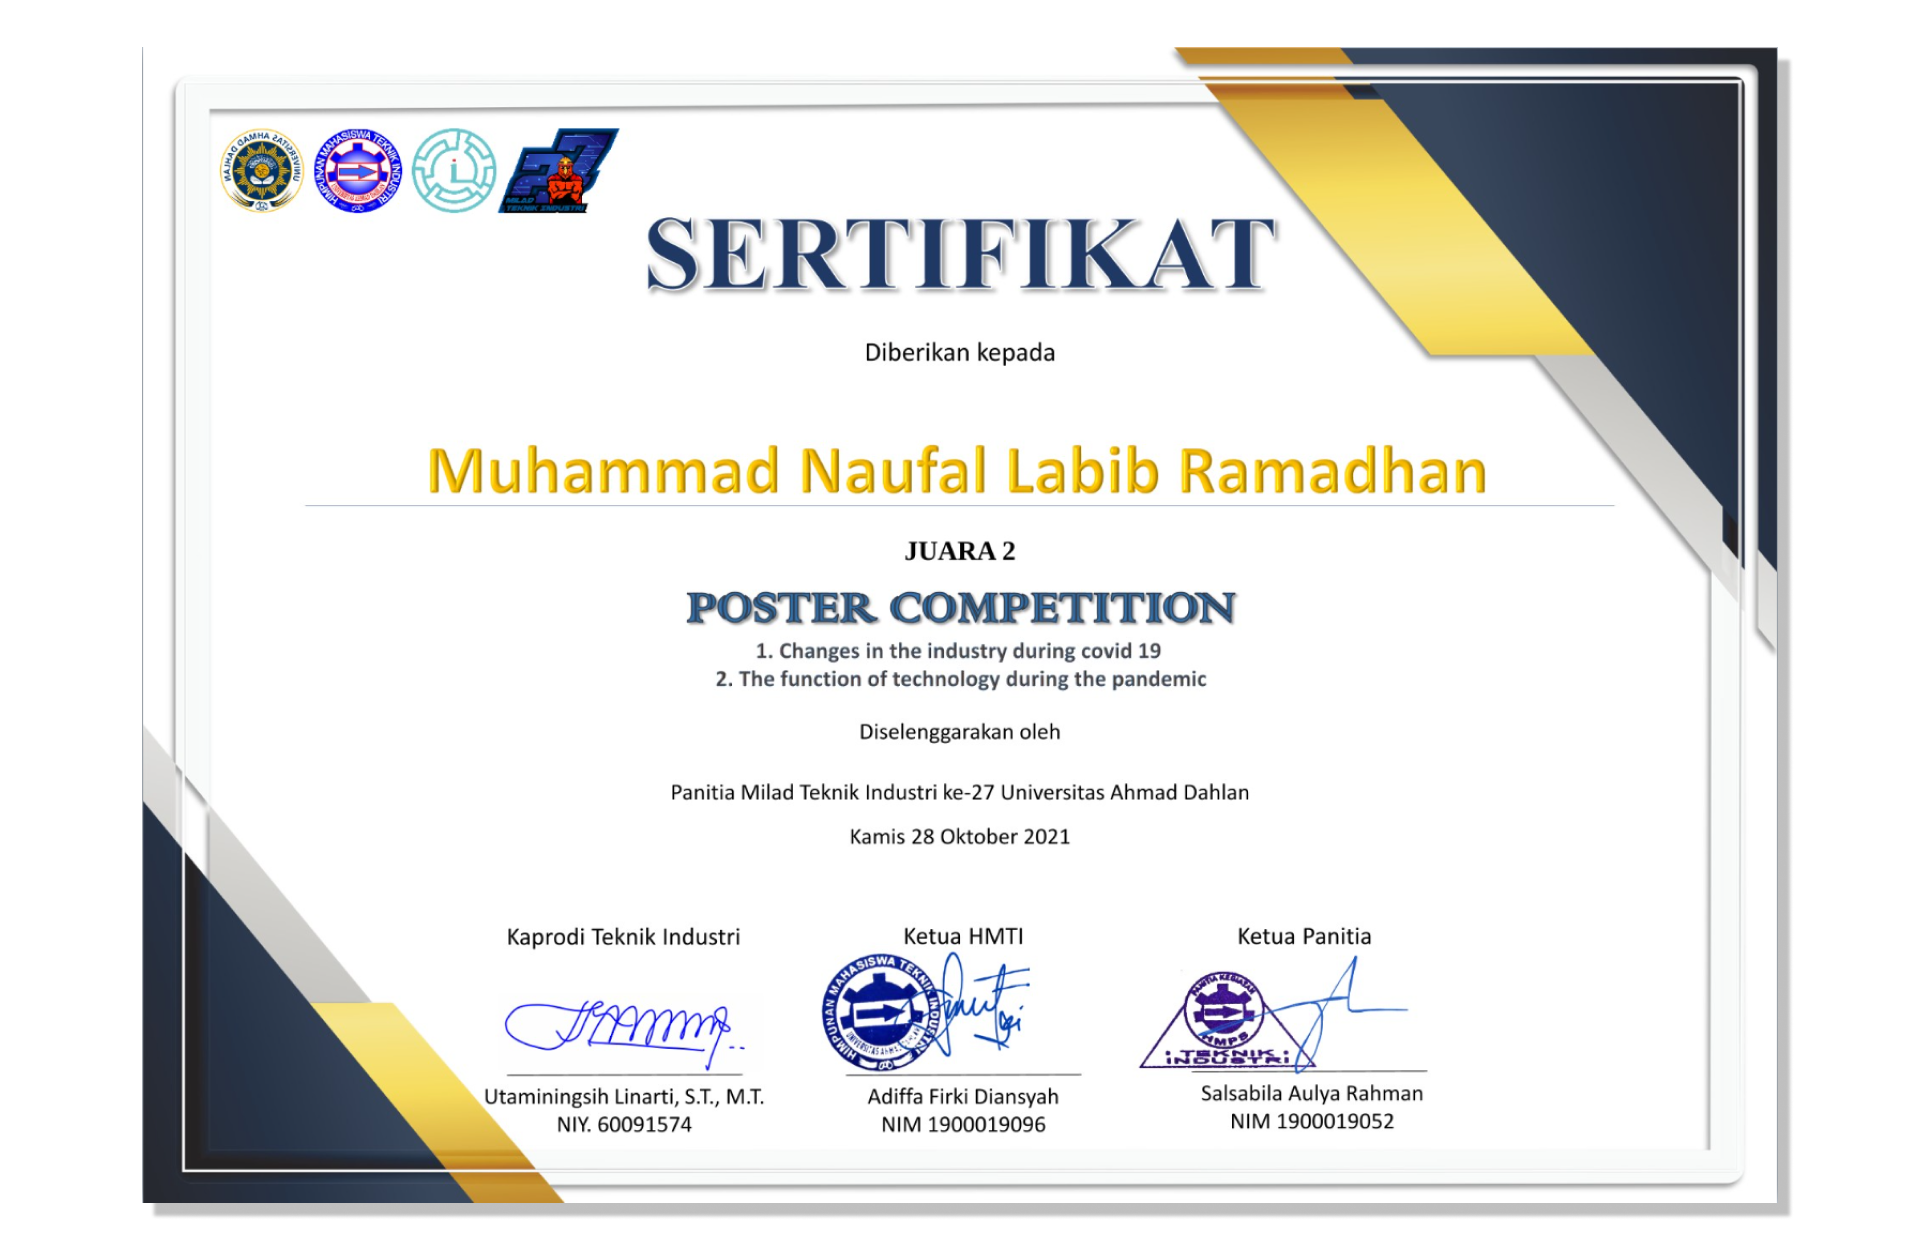 UNIVERSITAS AHMAD DAHLAN
HIMPUNAN MAHASISWA TEKNIK INDUSTRI
MILAD
TEKNIK INDUSTRI
SERTIFIKAT
Diberikan kepada
Muhammad Naufal Labib Ramadhan
JUARA 2
POSTER COMPETITION
1. Changes in the industry during covid 19
2. The function of technology during the pandemic
Diselenggarakan oleh
Panitia Milad Teknik Industri ke-27 Universitas Ahmad Dahlan
Kamis 28 Oktober 2021
Kaprodi Teknik Industri
Ketua HMTI
Ketua Panitia
HIMPUNAN MAHASISWA TEKNIK INDUSTRI
HMPS
TEKNIK
INDUSTRI
Utaminingsih Linarti, S.T., M.T.
NIY. 60091574
Adiffa Firki Diansyah
NIM 1900019096
Salsabila Aulya Rahman
NIM 1900019052